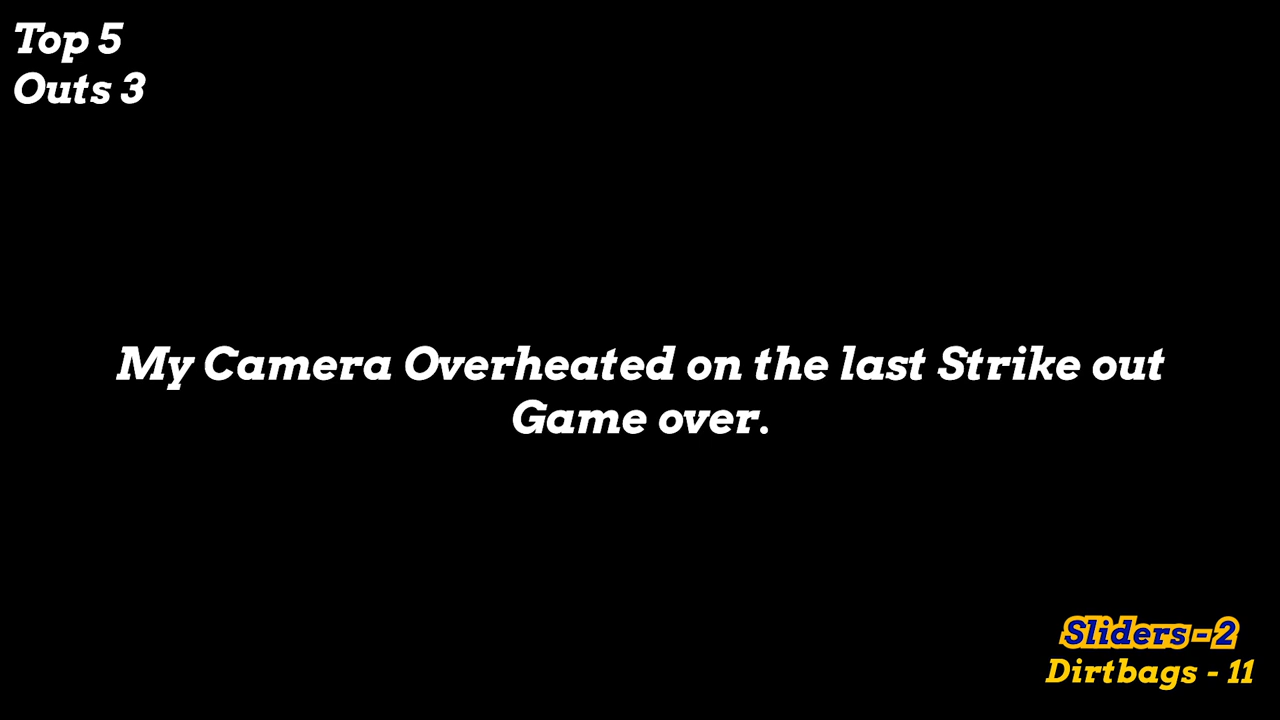 Top 5
Outs 3
My Camera Overheated on the last Strike out
Game over.
Sliders - 2
Dirtbags - 11